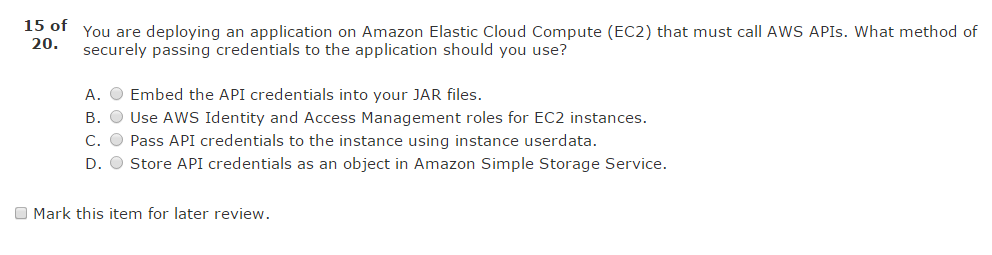 15 of 20.
You are deploying an application on Amazon Elastic Cloud Compute (EC2) that must call AWS APIs. What method of
securely passing credentials to the application should you use?
A. Embed the API credentials into your JAR files.
B. Use AWS Identity and Access Management roles for EC2 instances.
C. Pass API credentials to the instance using instance userdata.
D. Store API credentials as an object in Amazon Simple Storage Service.
Mark this item for later review.